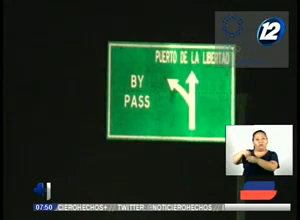 12
PUERTO DE LA LIBERTAD
BY
PASS
07:50
CIEROHECHOS+// TWITTER @NOTICIEROHECHOS//